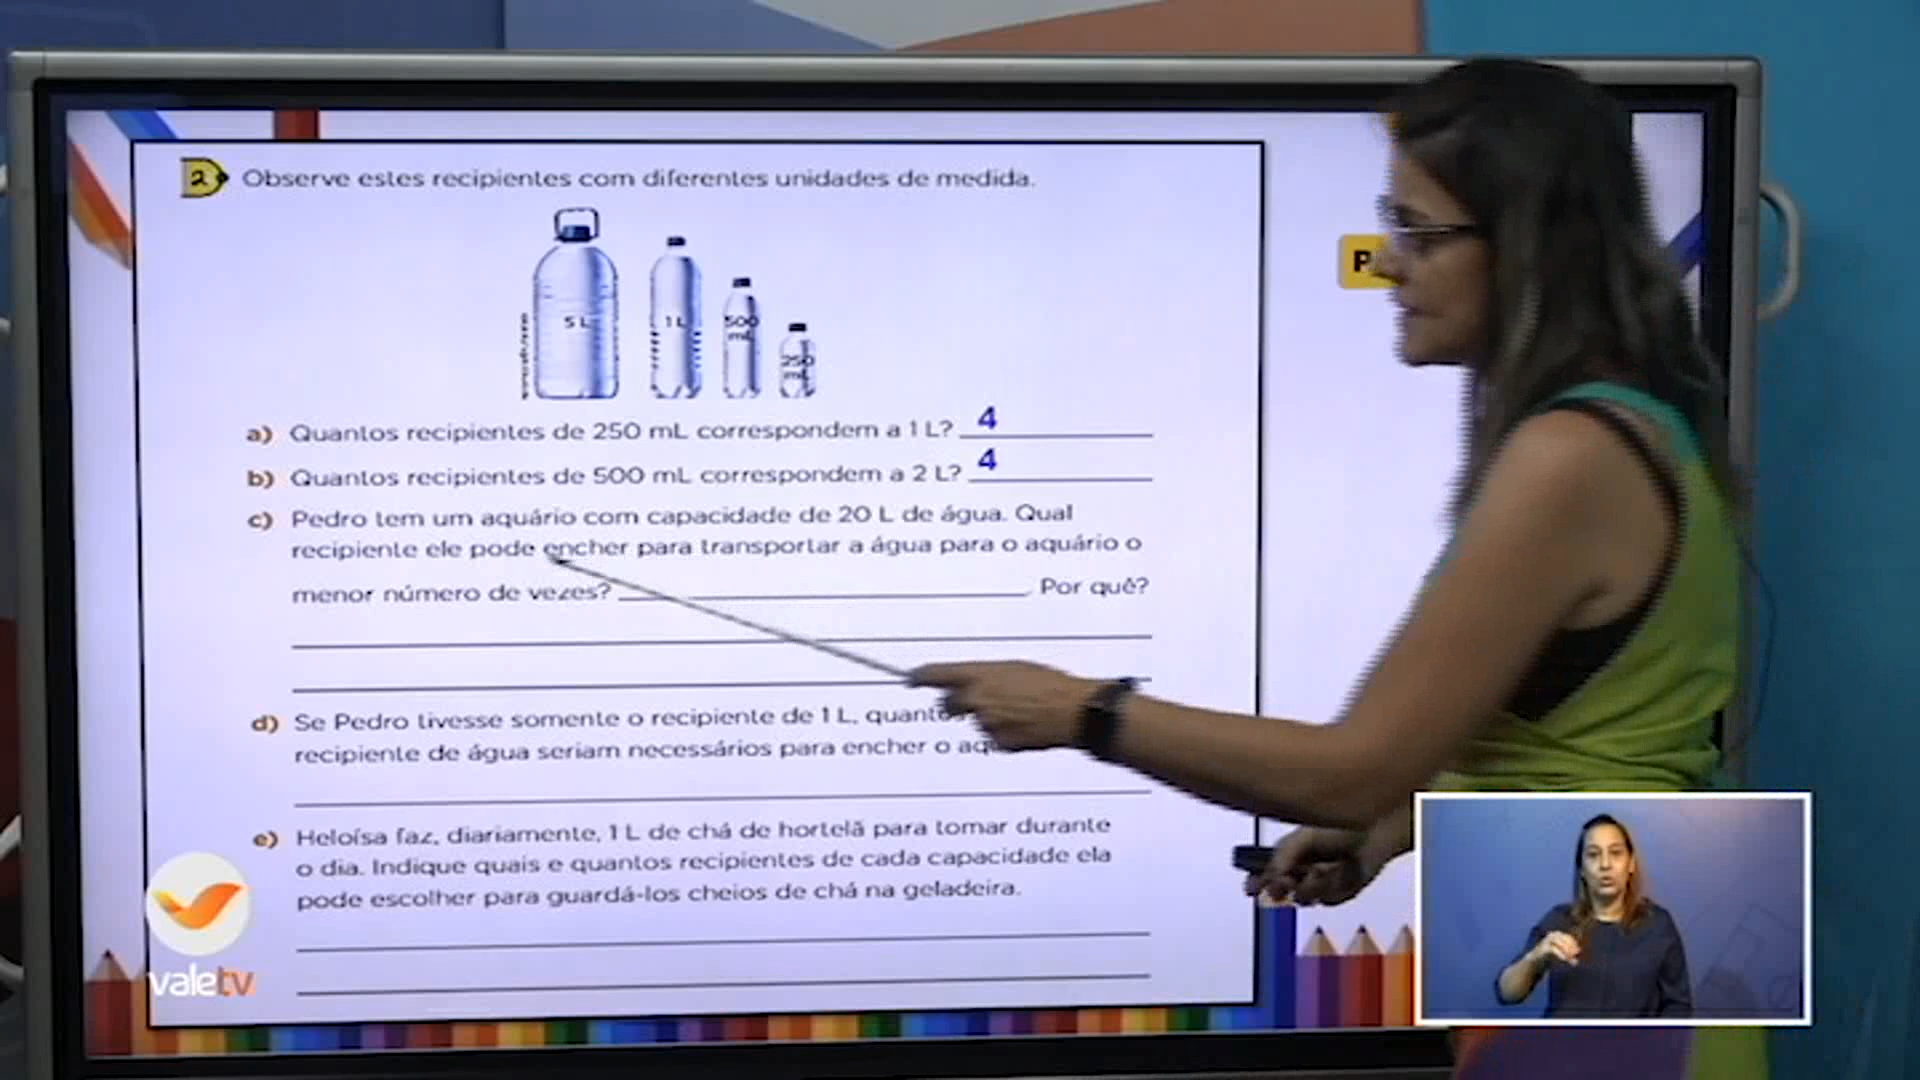 2 Observe estes recipientes com diferentes unidades de medida.
5 L
1 L
500
mL
250
mL
a) Quantos recipientes de 250 mL correspondem a 1 L? 4
b) Quantos recipientes de 500 mL correspondem a 2 L? 4
c) Pedro tem um aquário com capacidade de 20 L de água. Qual
recipiente ele pode encher para transportar a água para o aquário o
menor número de vezes? Por quê?
d) Se Pedro tivesse somente o recipiente de 1 L,
recipiente de água seriam necessários para encher o
e) Heloísa faz, diariamente, 1 L de chá de hortelã para tomar durante
o dia. Indique quais e quantos recipientes de cada capacidade ela
pode escolher para guardá-los cheios de chá na geladeira.
valetv